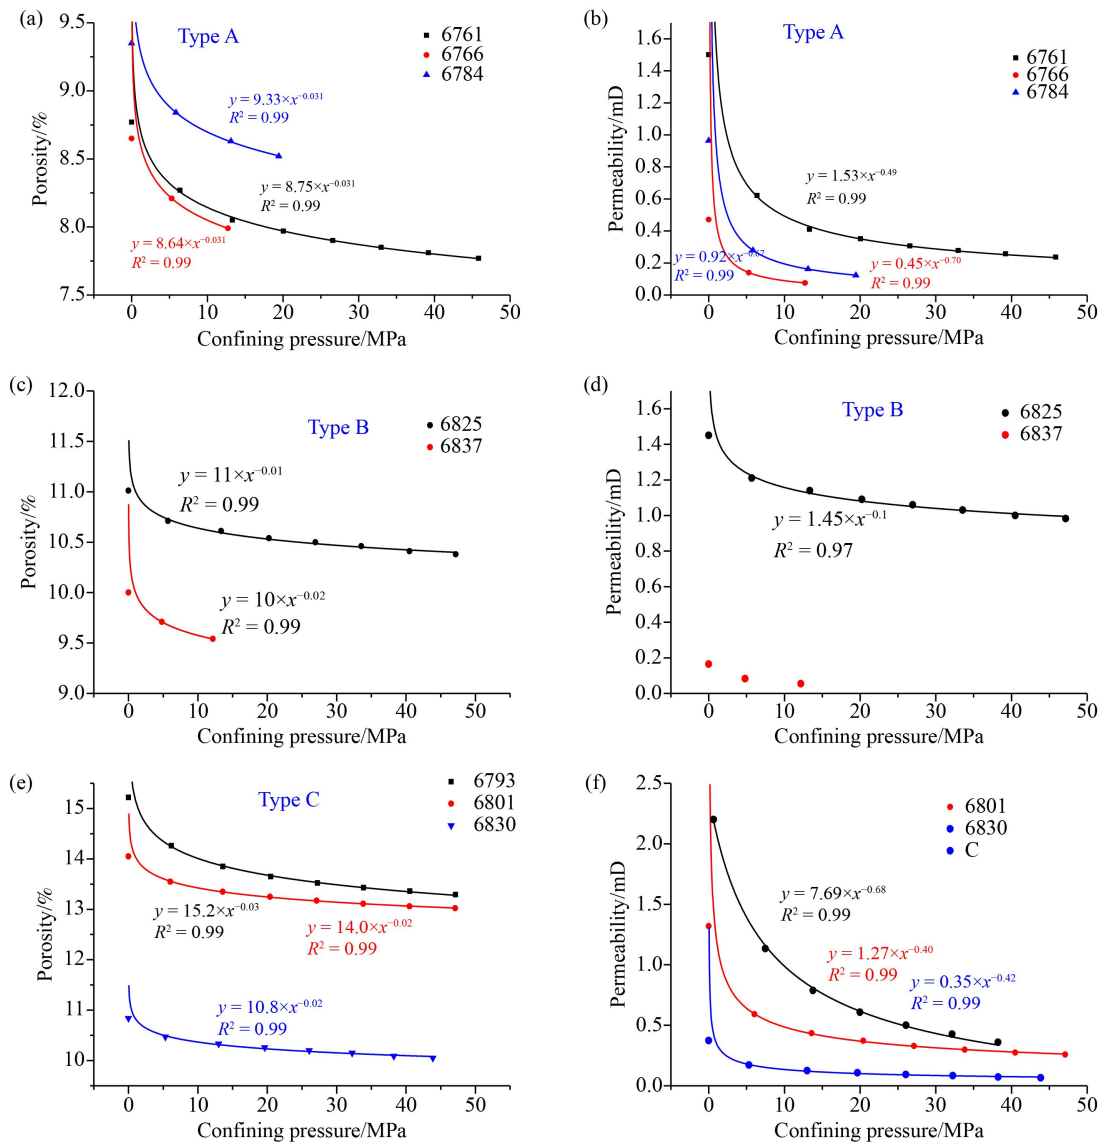 (a)
9.5
9.0
8.5
8.0
7.5
Porosity/%
Type A
6761
6766
6784
y = 9.33×x^−0.031
R² = 0.99
y = 8.75×x^−0.031
R² = 0.99
y = 8.64×x^−0.031
R² = 0.99
0 10 20 30 40 50
Confining pressure/MPa
(b)
1.6
1.4
1.2
1.0
0.8
0.6
0.4
0.2
0.0
Permeability/mD
Type A
6761
6766
6784
y = 1.53×x^−0.49
R² = 0.99
y = 0.92×x^−0.67
R² = 0.99
y = 0.45×x^−0.70
R² = 0.99
0 10 20 30 40 50
Confining pressure/MPa
(c)
12.0
11.5
11.0
10.5
10.0
9.5
9.0
Porosity/%
Type B
6825
6837
y = 11×x^−0.01
R² = 0.99
y = 10×x^−0.02
R² = 0.99
0 10 20 30 40 50
Confining pressure/MPa
(d)
1.6
1.4
1.2
1.0
0.8
0.6
0.4
0.2
0.0
Permeability/mD
Type B
6825
6837
y = 1.45×x^−0.1
R² = 0.97
0 10 20 30 40 50
Confining pressure/MPa
(e)
15
14
13
12
11
10
Porosity/%
Type C
6793
6801
6830
y = 15.2×x^−0.03
R² = 0.99
y = 14.0×x^−0.02
R² = 0.99
y = 10.8×x^−0.02
R² = 0.99
0 10 20 30 40 50
Confining pressure/MPa
(f)
2.5
2.0
1.5
1.0
0.5
0.0
Permeability/mD
6801
6830
C
y = 7.69×x^−0.68
R² = 0.99
y = 1.27×x^−0.40
R² = 0.99
y = 0.35×x^−0.42
R² = 0.99
0 10 20 30 40 50
Confining pressure/MPa